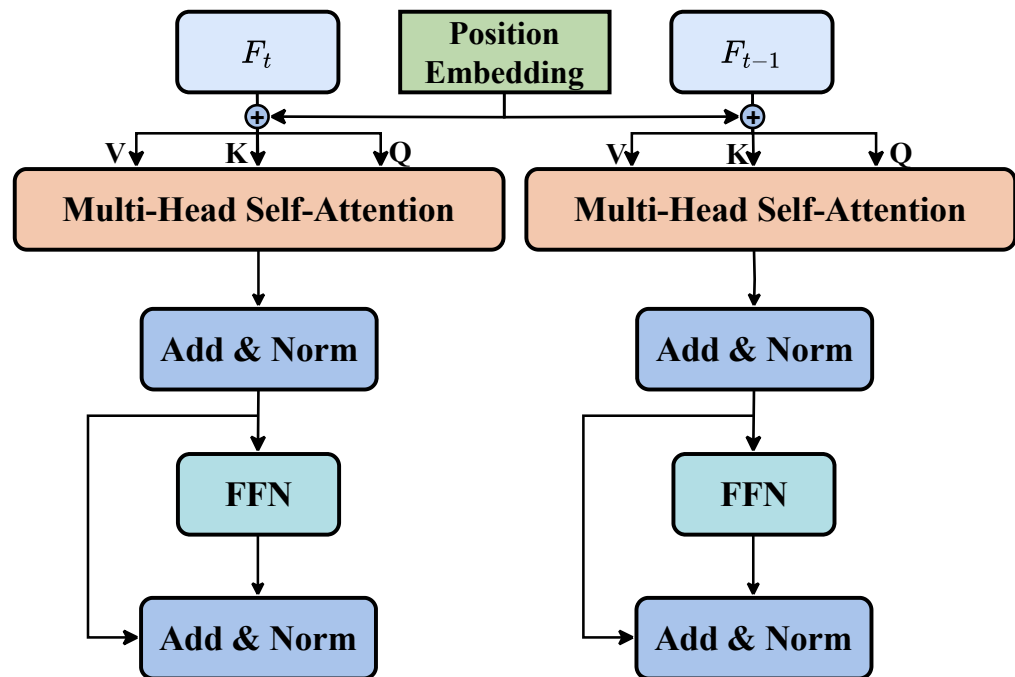 F_t
Position
Embedding
F_{t-1}
+
+
V
K
Q
V
K
Q
Multi-Head Self-Attention
Multi-Head Self-Attention
Add & Norm
Add & Norm
FFN
FFN
Add & Norm
Add & Norm